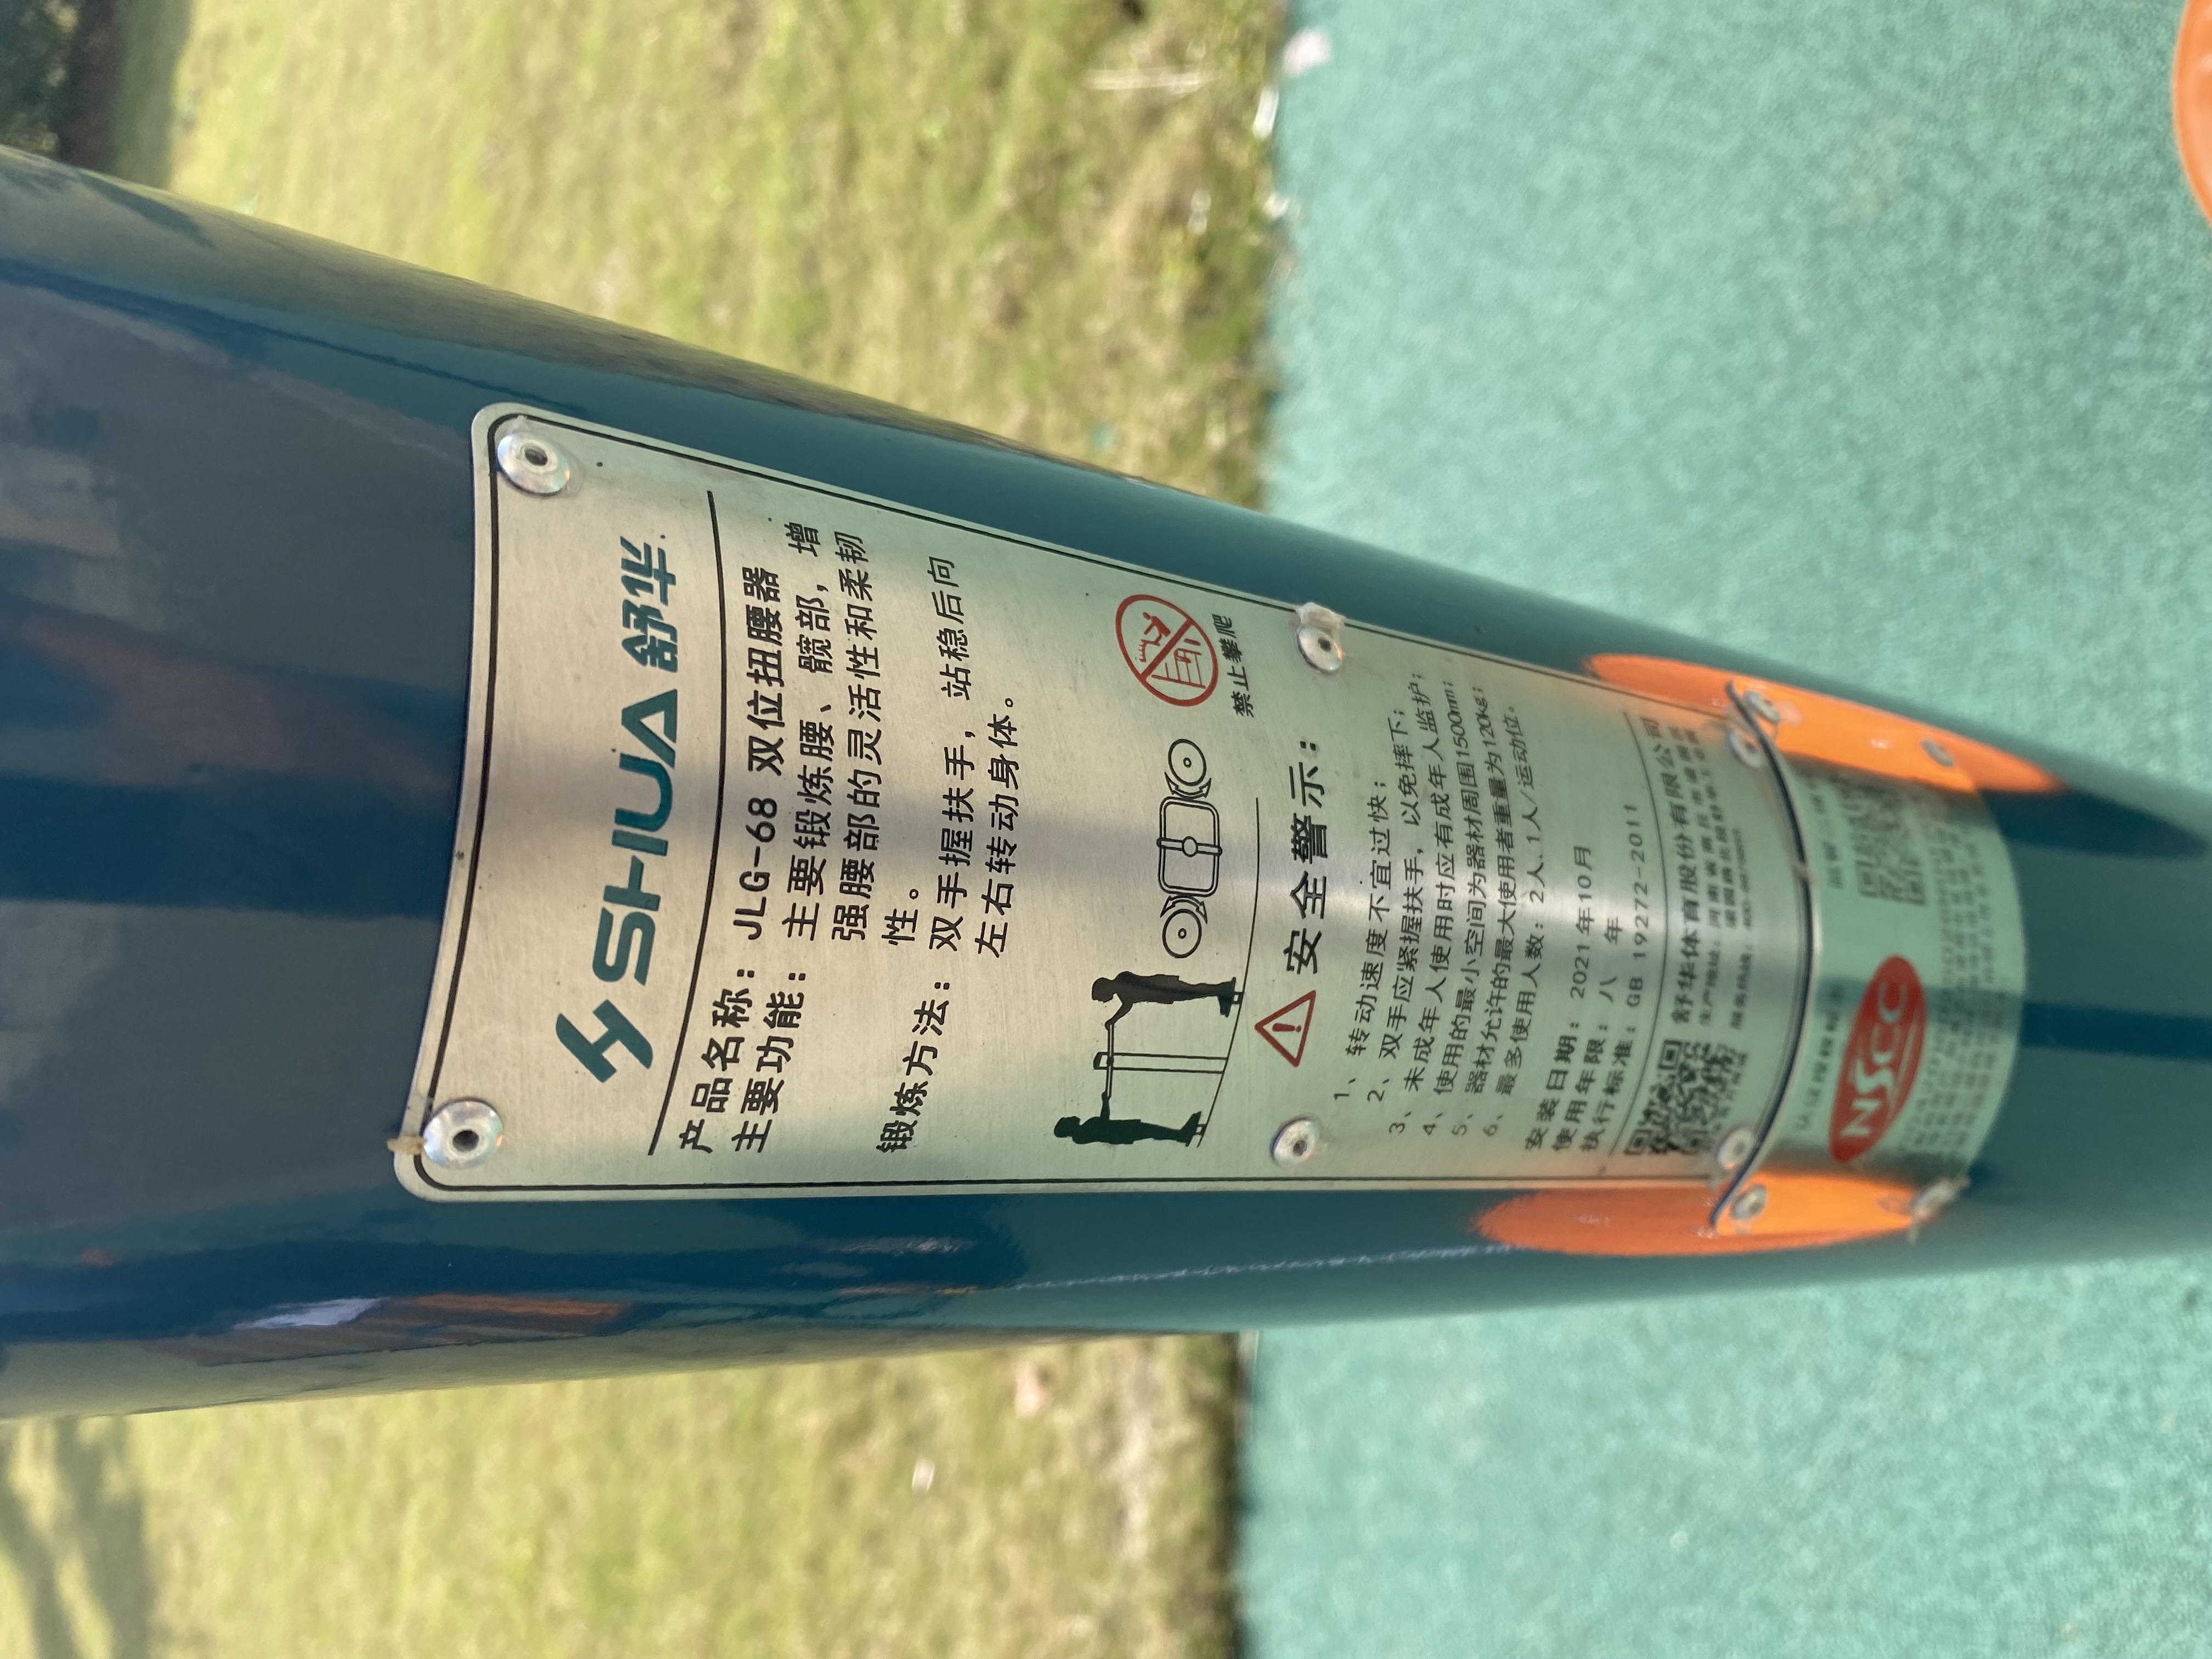 SHUA 舒华
产品名称：JLG-68 双位扭腰器
主要功能：主要锻炼腰、髋部，增
强腰部的灵活性和柔韧
性。
锻炼方法：双手握扶手，站稳后向
左右转动身体。
禁止攀爬
安全警示：
1、转动速度不宜过快；
2、双手应紧握扶手，以免摔下；
3、未成年人使用时应有成年人监护；
4、使用的最小空间为器材周围1500mm；
5、器材允许的最大使用者重量为120kg；
6、最多使用人数：2人、1人/运动位。
安装日期：2021年10月
使用年限：八 年
执行标准：GB 19272-2011
舒华体育股份有限公司
NSCC